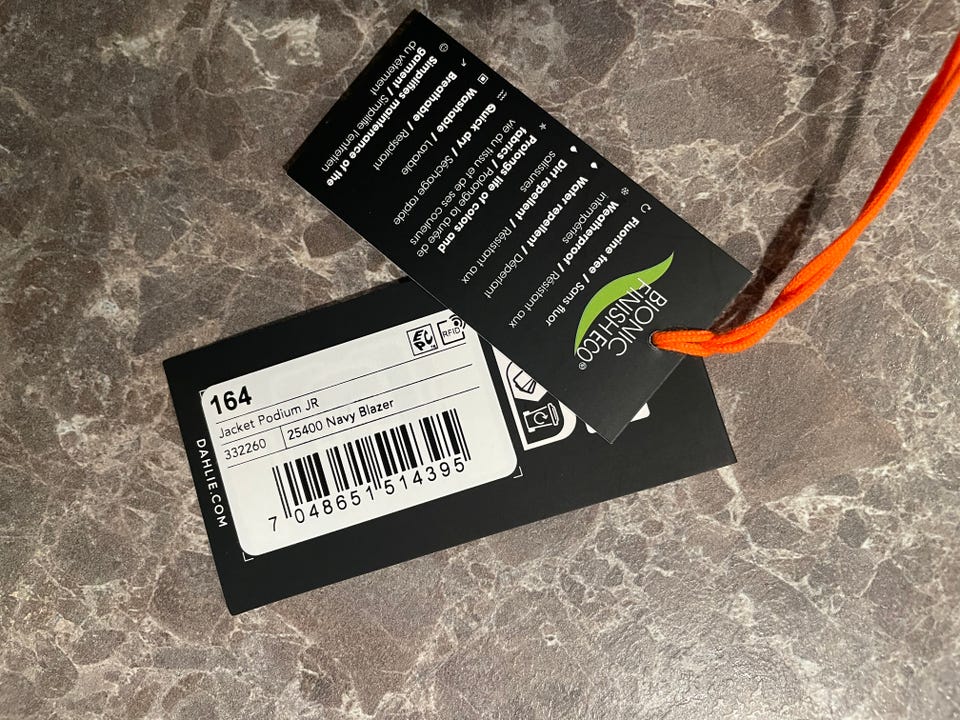 BIONIC
FINISH ECO®
Fluorine free / Sans fluor
Weatherproof / Résistant aux
intempéries
Water repellent / Déperlant
Dirt repellent / Résistant aux
salissures
Prolongs life of colors and
fabrics / Prolonge la durée de
vie du tissu et de ses couleurs
Quick dry / Séchage rapide
Washable / Lavable
Breathable / Respirant
Simplifies maintenance of the
garment / Simplifie l'entretien
du vêtement
EPC RFID
164
Jacket Podium JR
332260 25400 Navy Blazer
7 048651 514395
DAHLIE.COM